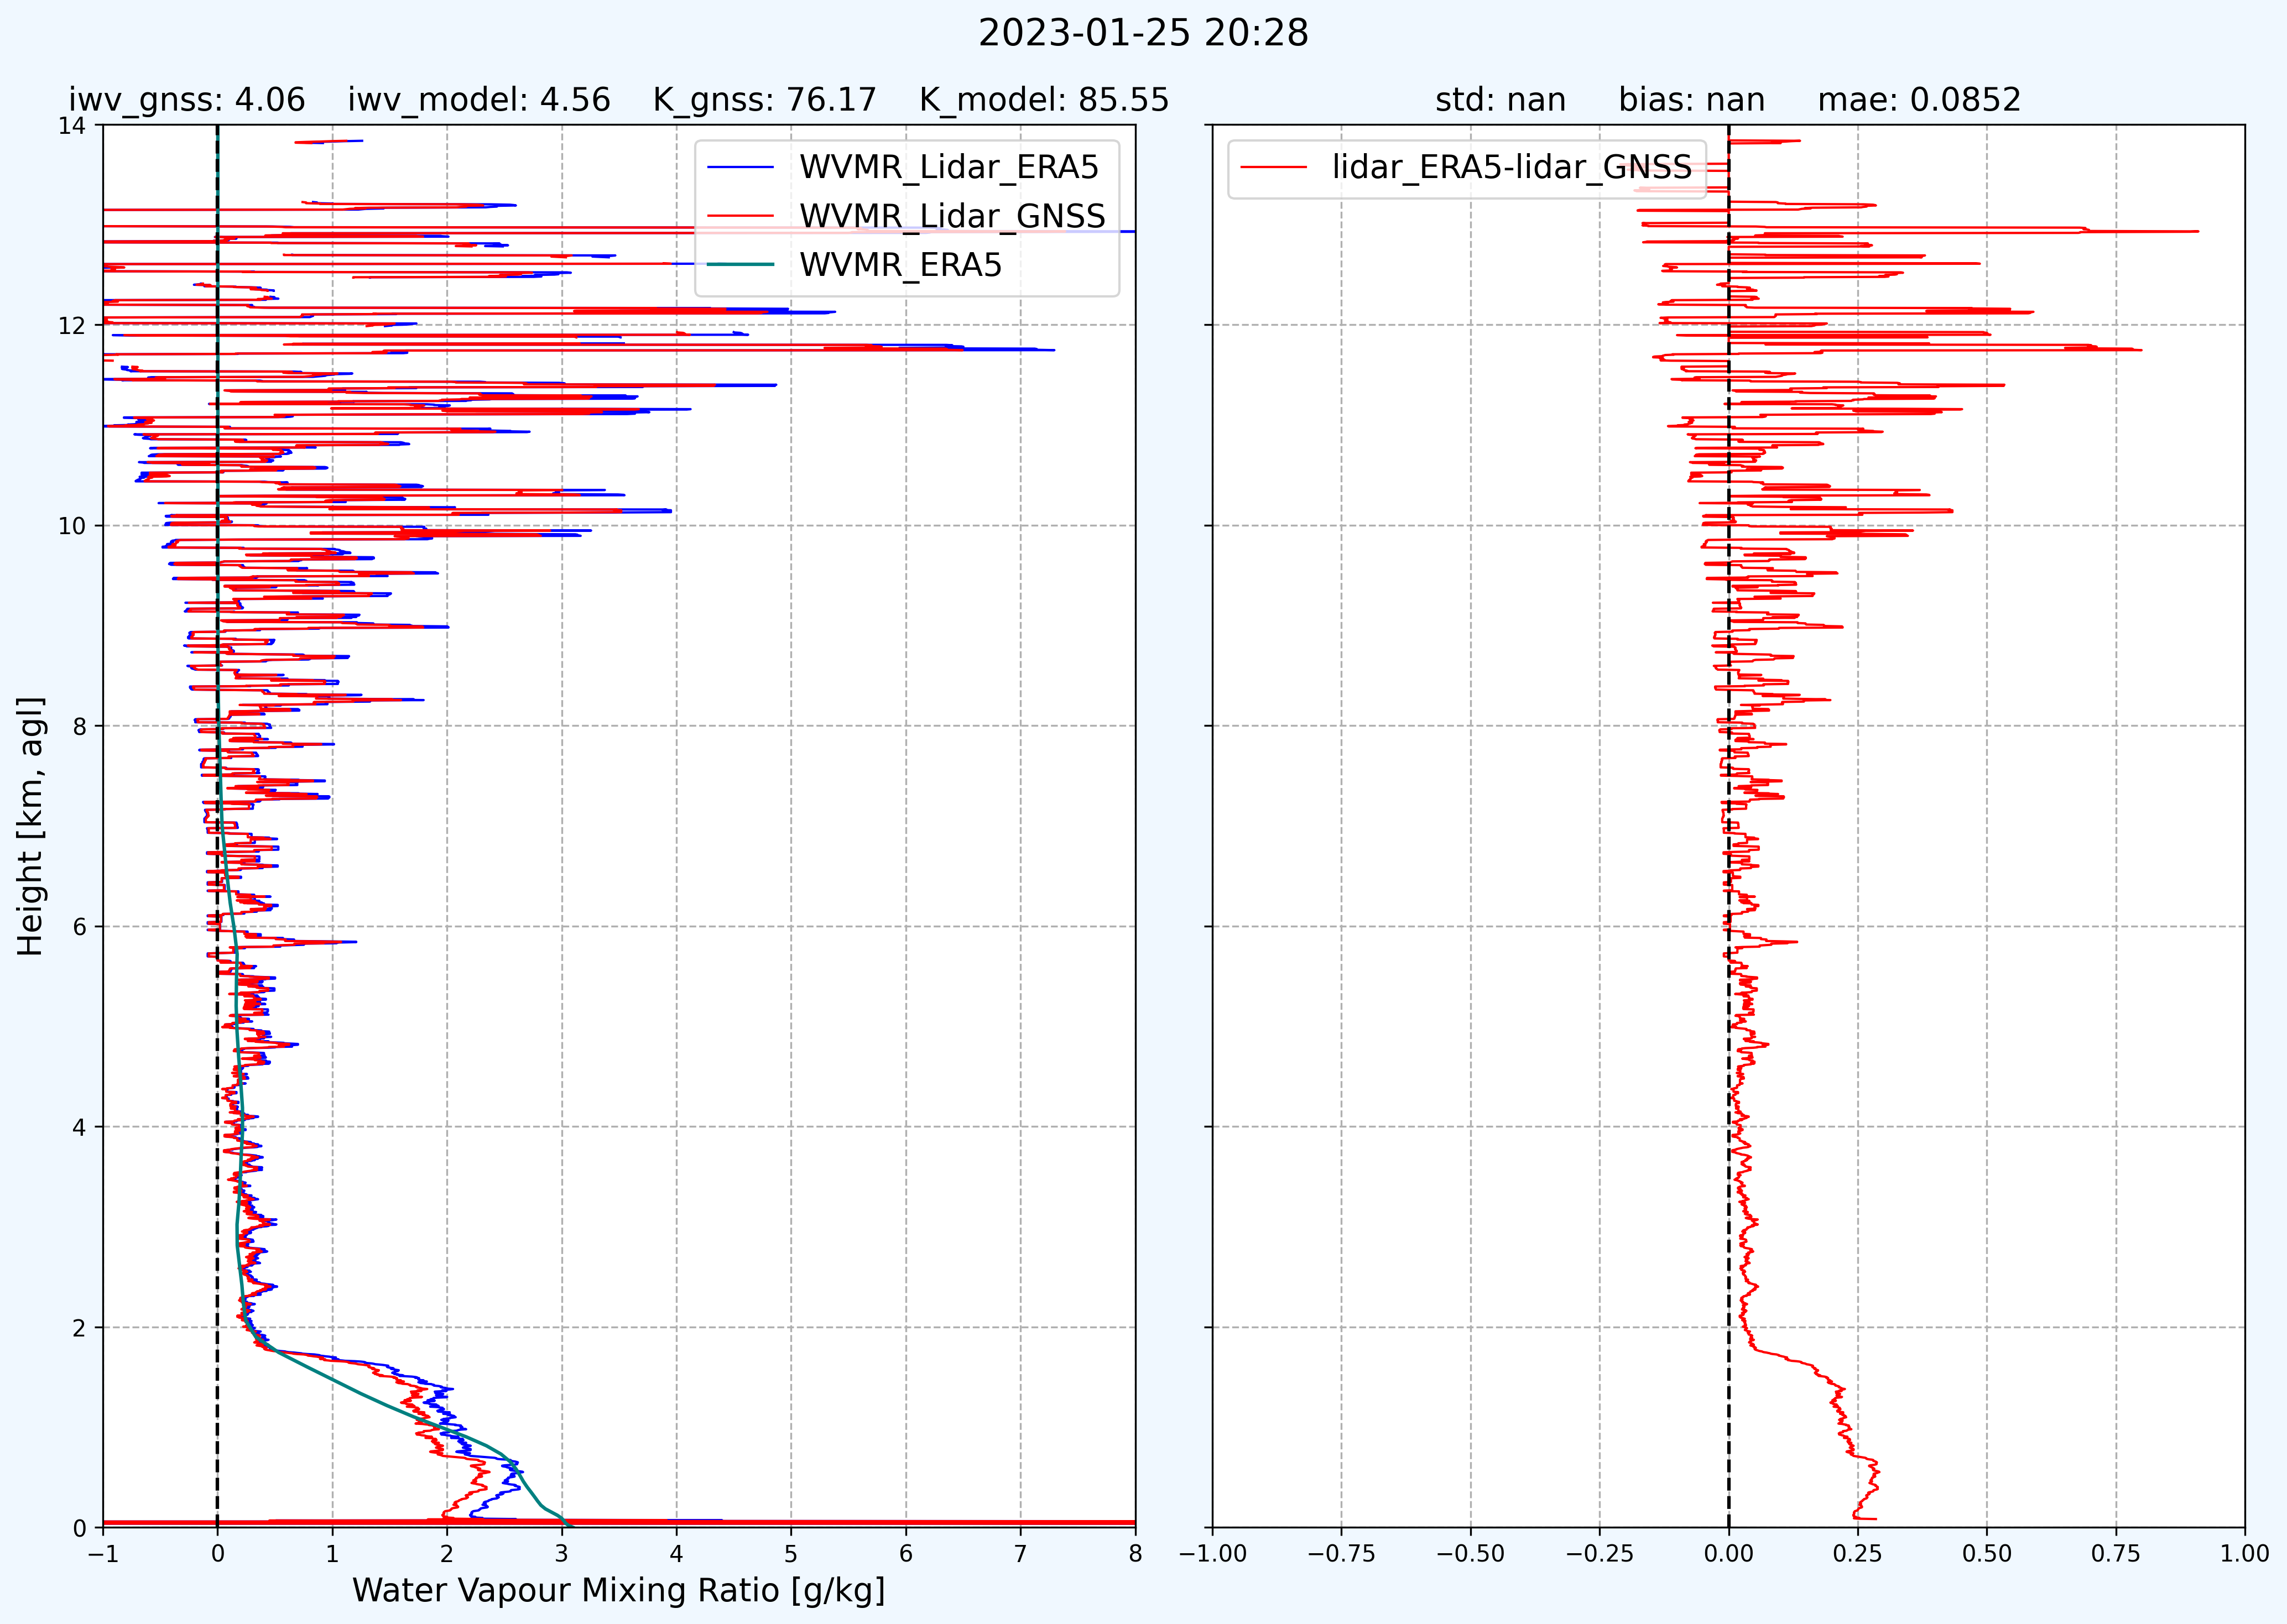 2023-01-25 20:28
iwv_gnss: 4.06 iwv_model: 4.56 K_gnss: 76.17 K_model: 85.55
std: nan bias: nan mae: 0.0852
WVMR_Lidar_ERA5
WVMR_Lidar_GNSS
WVMR_ERA5
lidar_ERA5-lidar_GNSS
14
12
10
8
6
4
2
0
Height [km, agl]
−1 0 1 2 3 4 5 6 7 8
Water Vapour Mixing Ratio [g/kg]
−1.00 −0.75 −0.50 −0.25 0.00 0.25 0.50 0.75 1.00